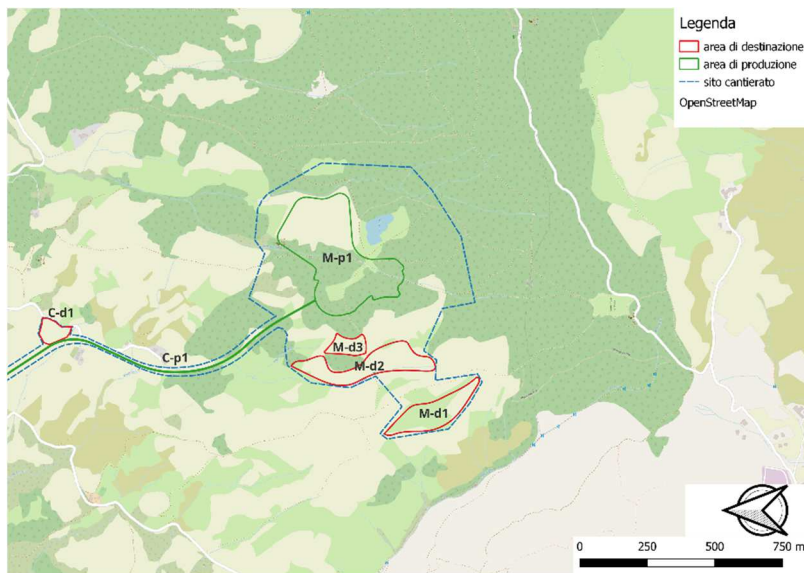 Legenda
area di destinazione
area di produzione
sito cantierato
OpenStreetMap
M-p1
C-d1
C-p1
M-d3
M-d2
M-d1
0 250 500 750 m